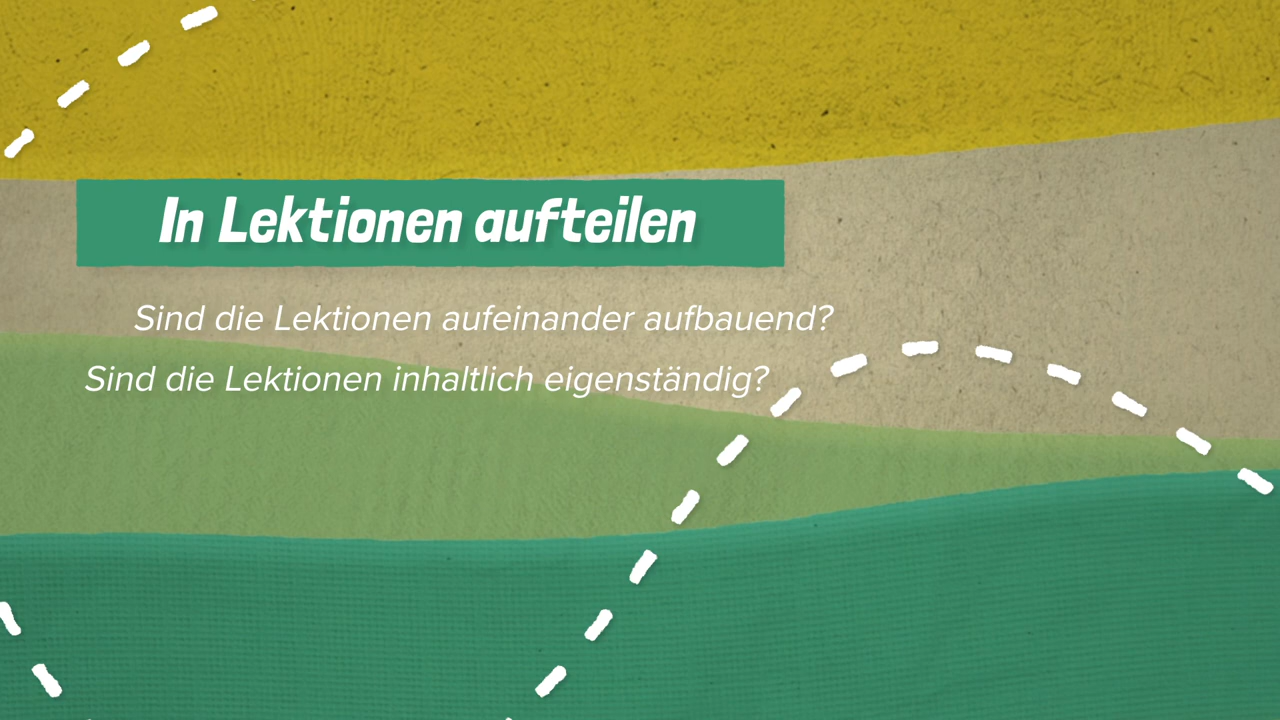 In Lektionen aufteilen
Sind die Lektionen aufeinander aufbauend?
Sind die Lektionen inhaltlich eigenständig?